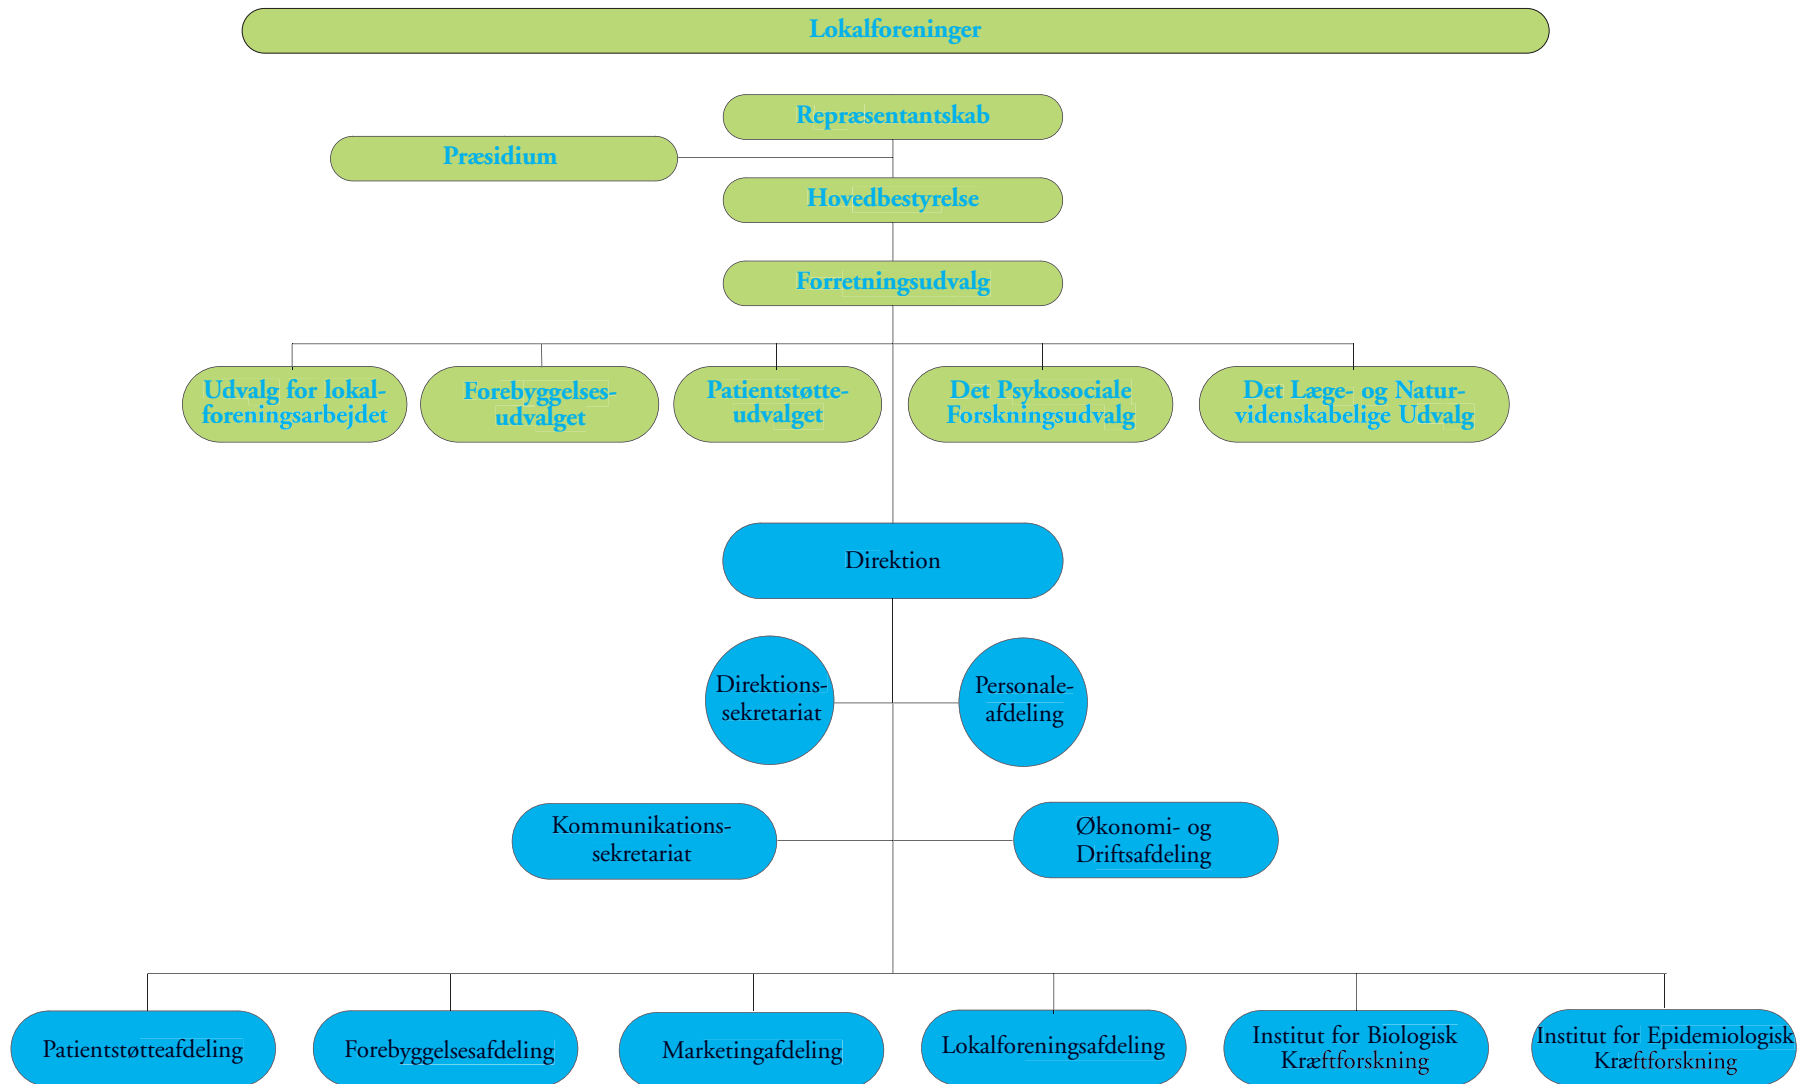 Lokalforeninger
Repræsentantskab
Præsidium
Hovedbestyrelse
Forretningsudvalg
Udvalg for lokal-
foreningsarbejdet
Forebyggelses-
udvalget
Patientstøtte-
udvalget
Det Psykosociale
Forskningsudvalg
Det Læge- og Natur-
videnskabelige Udvalg
Direktion
Direktions-
sekretariat
Personale-
afdeling
Kommunikations-
sekretariat
Økonomi- og
Driftsafdeling
Patientstøtteafdeling
Forebyggelsesafdeling
Marketingafdeling
Lokalforeningsafdeling
Institut for Biologisk
Kræftforskning
Institut for Epidemiologisk
Kræftforskning